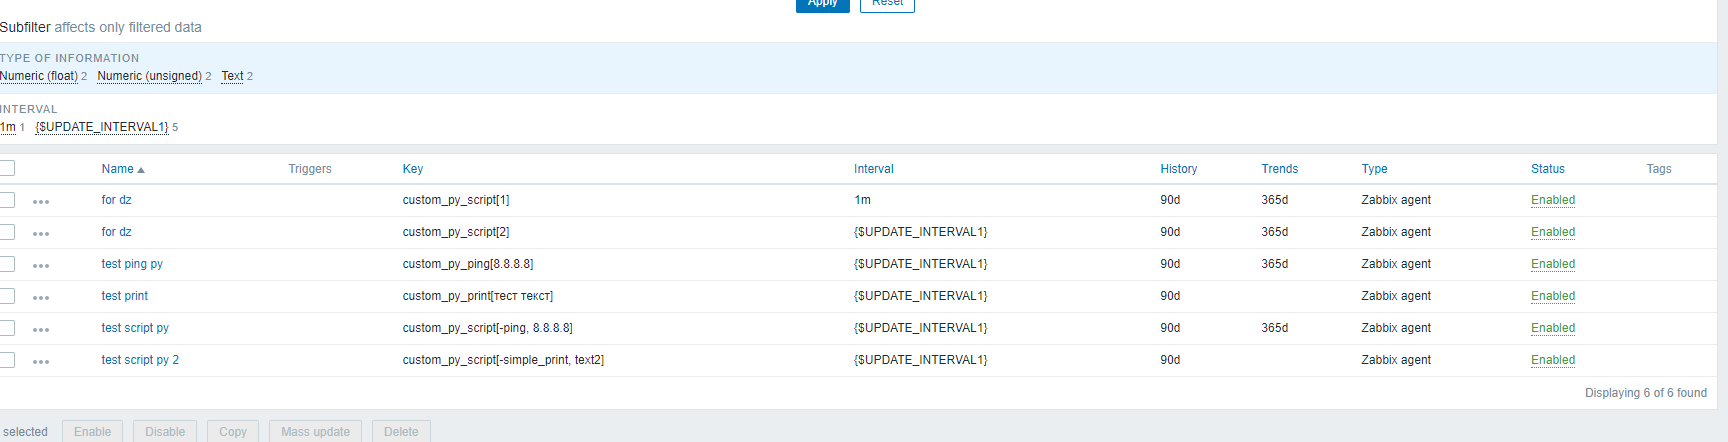 Apply Reset
Subfilter affects only filtered data
TYPE OF INFORMATION
Numeric (float) 2 Numeric (unsigned) 2 Text 2
INTERVAL
1m 1 {$UPDATE_INTERVAL1} 5
Name Triggers Key Interval History Trends Type Status Tags
for dz custom_py_script[1] 1m 90d 365d Zabbix agent Enabled
for dz custom_py_script[2] {$UPDATE_INTERVAL1} 90d 365d Zabbix agent Enabled
test ping py custom_py_ping[8.8.8.8] {$UPDATE_INTERVAL1} 90d 365d Zabbix agent Enabled
test print custom_py_print[тест текст] {$UPDATE_INTERVAL1} 90d Zabbix agent Enabled
test script py custom_py_script[-ping, 8.8.8.8] {$UPDATE_INTERVAL1} 90d 365d Zabbix agent Enabled
test script py 2 custom_py_script[-simple_print, text2] {$UPDATE_INTERVAL1} 90d Zabbix agent Enabled
Displaying 6 of 6 found
selected Enable Disable Copy Mass update Delete